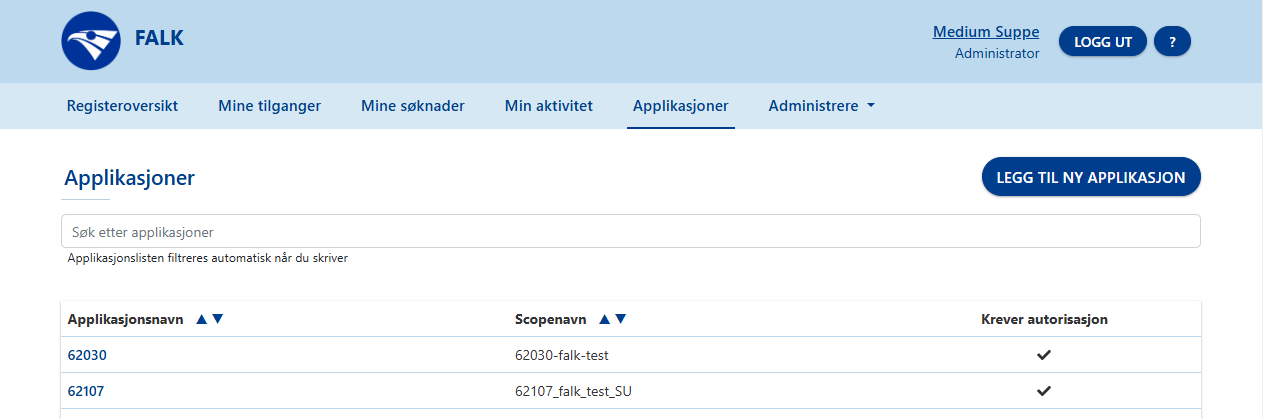 FALK
Medium Suppe
Administrator
LOGG UT
?
Registeroversikt Mine tilganger Mine søknader Min aktivitet Applikasjoner Administrere
Applikasjoner
LEGG TIL NY APPLIKASJON
Søk etter applikasjoner
Applikasjonslisten filtreres automatisk når du skriver
Applikasjonsnavn ▲▼ Scopenavn ▲▼ Krever autorisasjon
62030 62030-falk-test ✔
62107 62107_falk_test_SU ✔